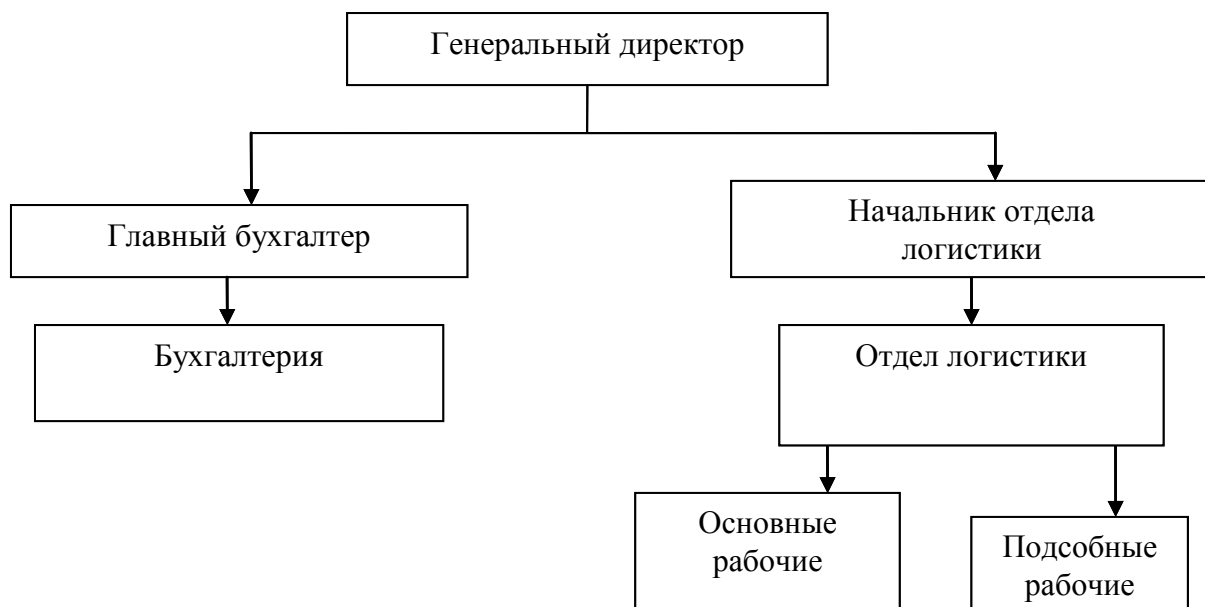 Генеральный директор
Главный бухгалтер
Начальник отдела
логистики
Бухгалтерия
Отдел логистики
Основные
рабочие
Подсобные
рабочие